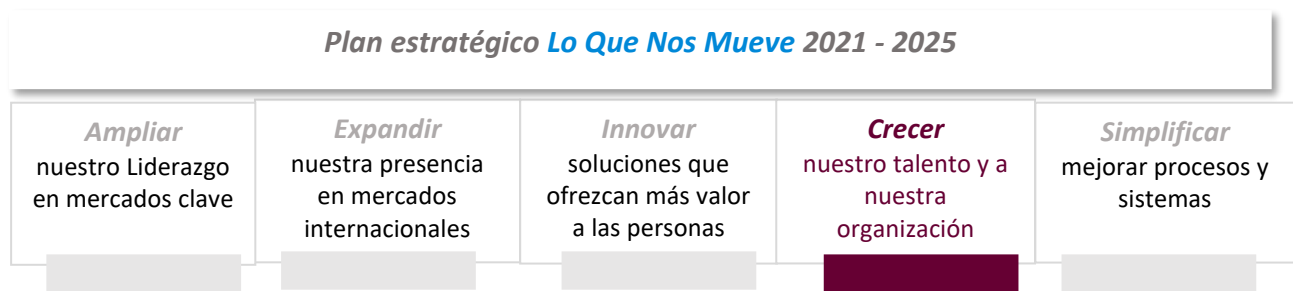 Plan estratégico Lo Que Nos Mueve 2021 - 2025
Ampliar
nuestro Liderazgo
en mercados clave
Expandir
nuestra presencia
en mercados
internacionales
Innovar
soluciones que
ofrezcan más valor
a las personas
Crecer
nuestro talento y a
nuestra
organización
Simplificar
mejorar procesos y
sistemas